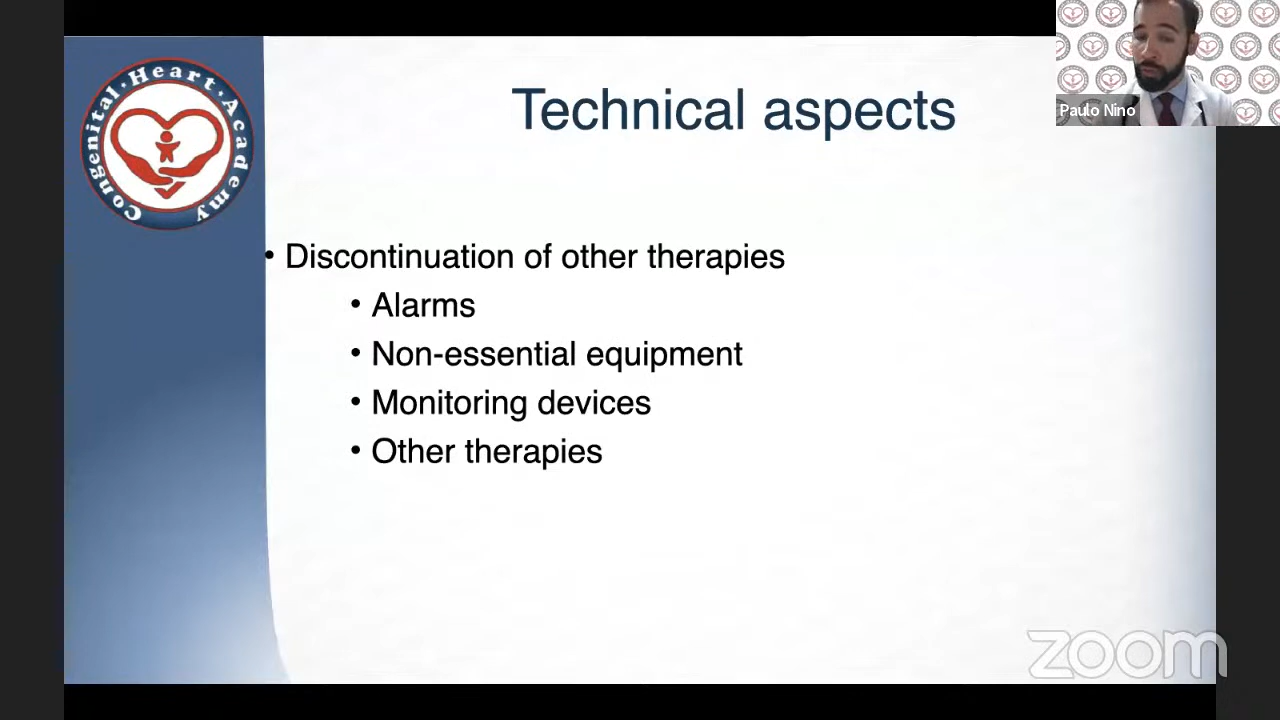 Congenital·Heart·Academy
Technical aspects
Paulo Nino
• Discontinuation of other therapies
• Alarms
• Non-essential equipment
• Monitoring devices
• Other therapies
zoom